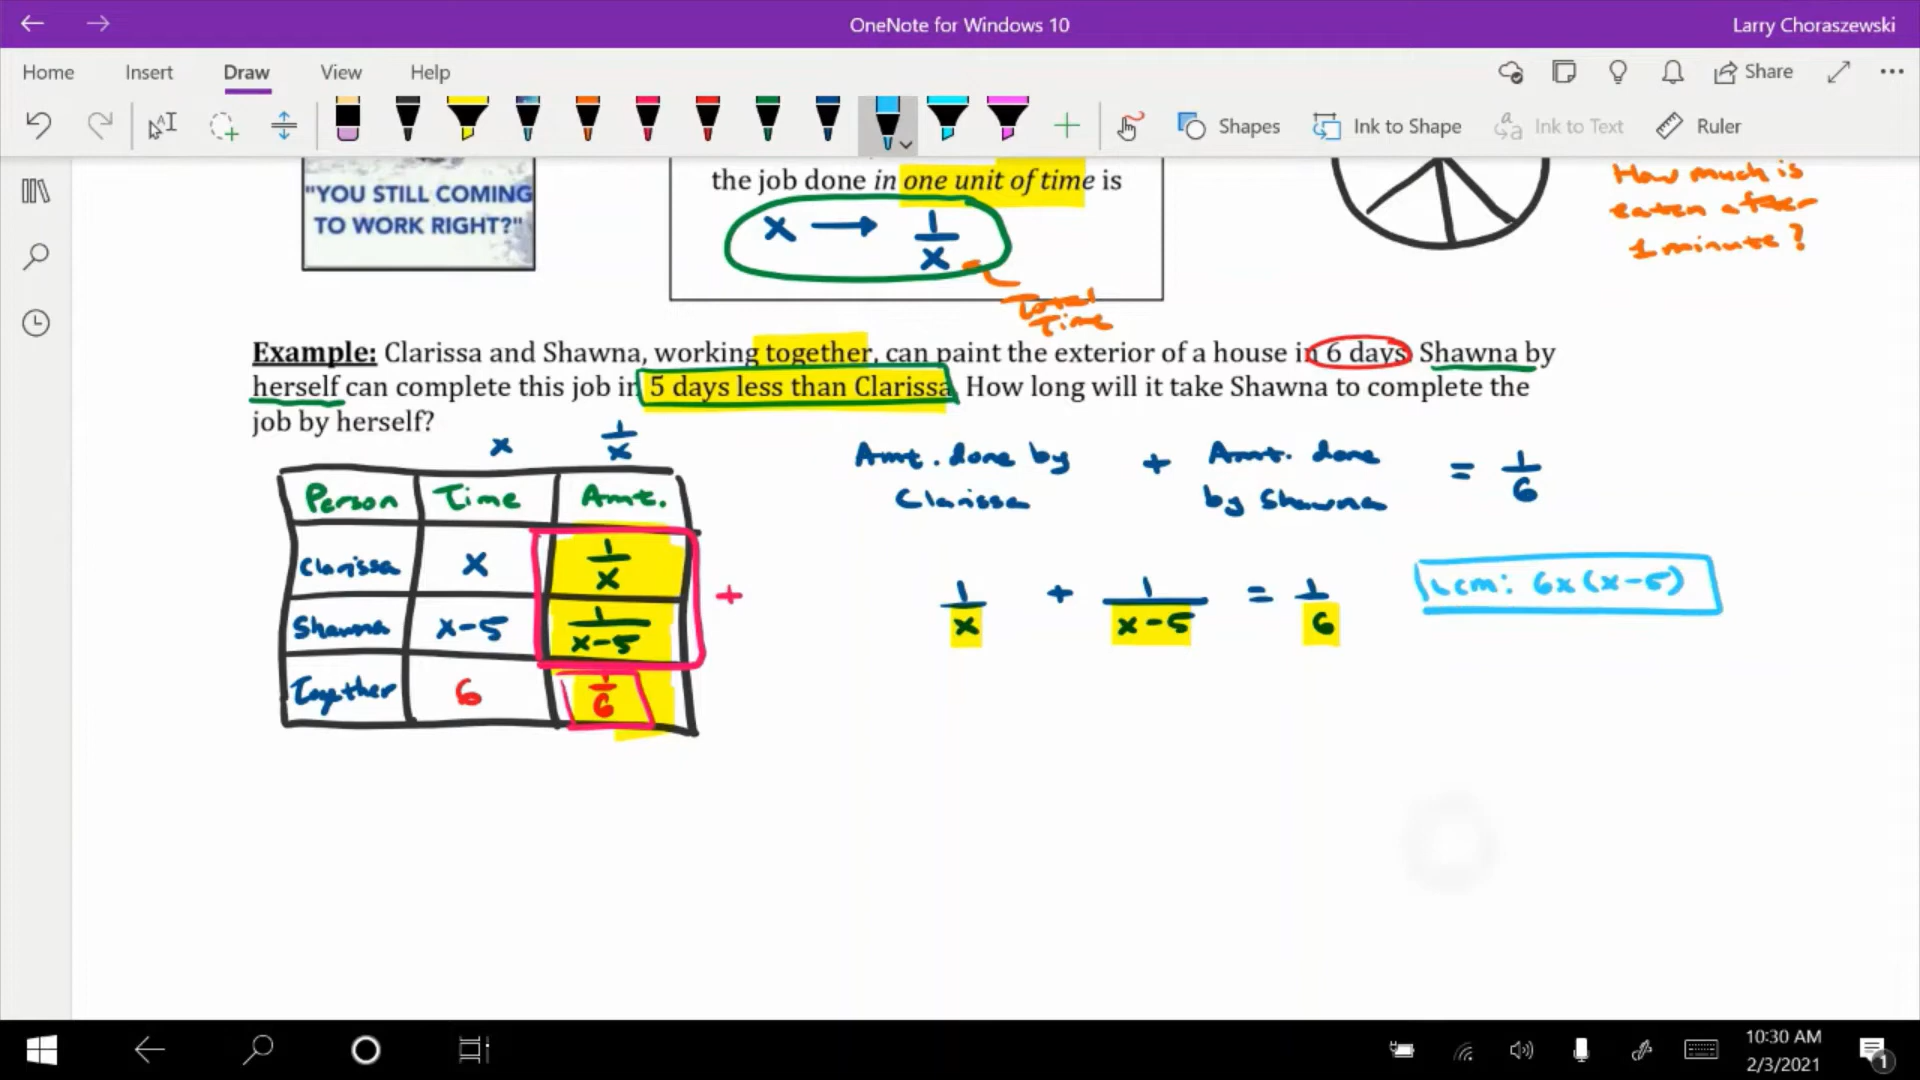 OneNote for Windows 10
Larry Choraszewski
Home Insert Draw View Help
Share
Shapes Ink to Shape Ink to Text Ruler
"YOU STILL COMING
TO WORK RIGHT?"
the job done in one unit of time is
x → 1/x
Total
Time
How much is
eaten after
1 minute?
Example: Clarissa and Shawna, working together, can paint the exterior of a house in 6 days. Shawna by
herself can complete this job in 5 days less than Clarissa. How long will it take Shawna to complete the
job by herself?
x 1/x
Person Time Amt.
Clarissa x 1/x
Shawna x-5 1/(x-5)
Together 6 1/6
+
Amt. done by Clarissa + Amt. done by Shawna = 1/6
1/x + 1/(x-5) = 1/6
Lcm: 6x(x-5)
10:30 AM
2/3/2021
1